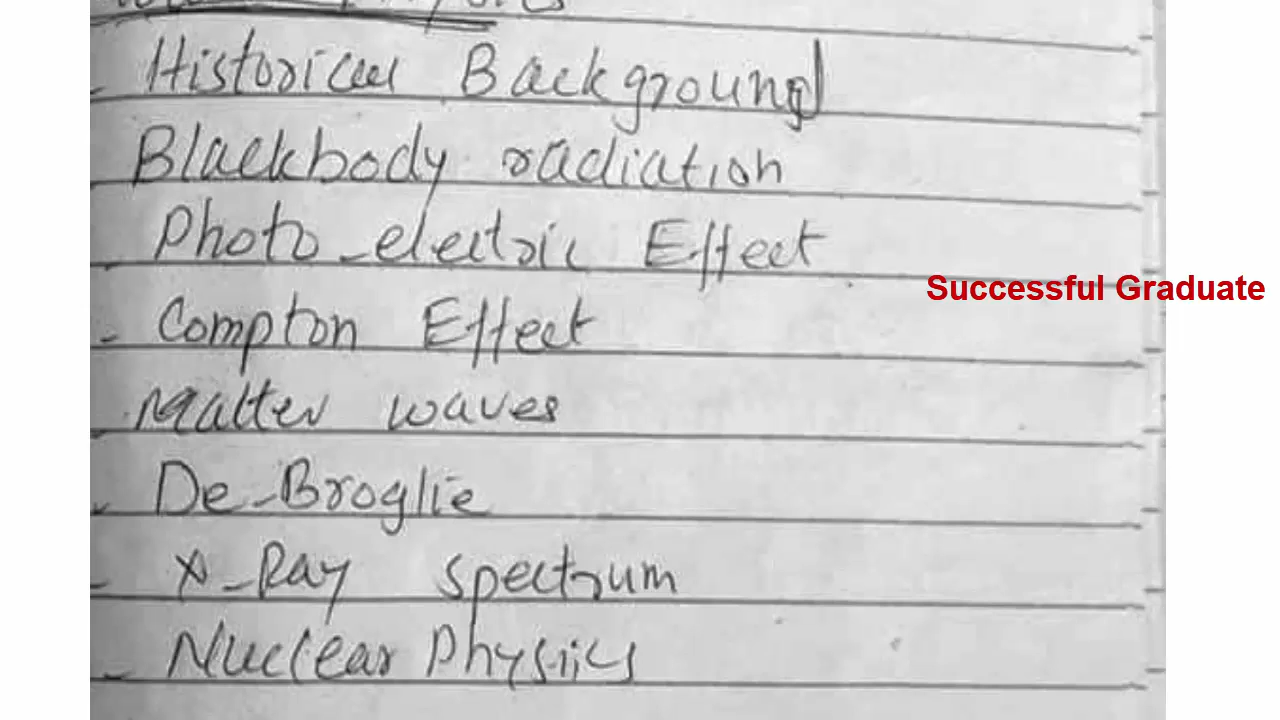 - Historical Background
Blackbody radiation
- Photo-electric Effect
Successful Graduate
- Compton Effect
Matter waves
- De-Broglie
- X-Ray spectrum
- Nuclear Physics